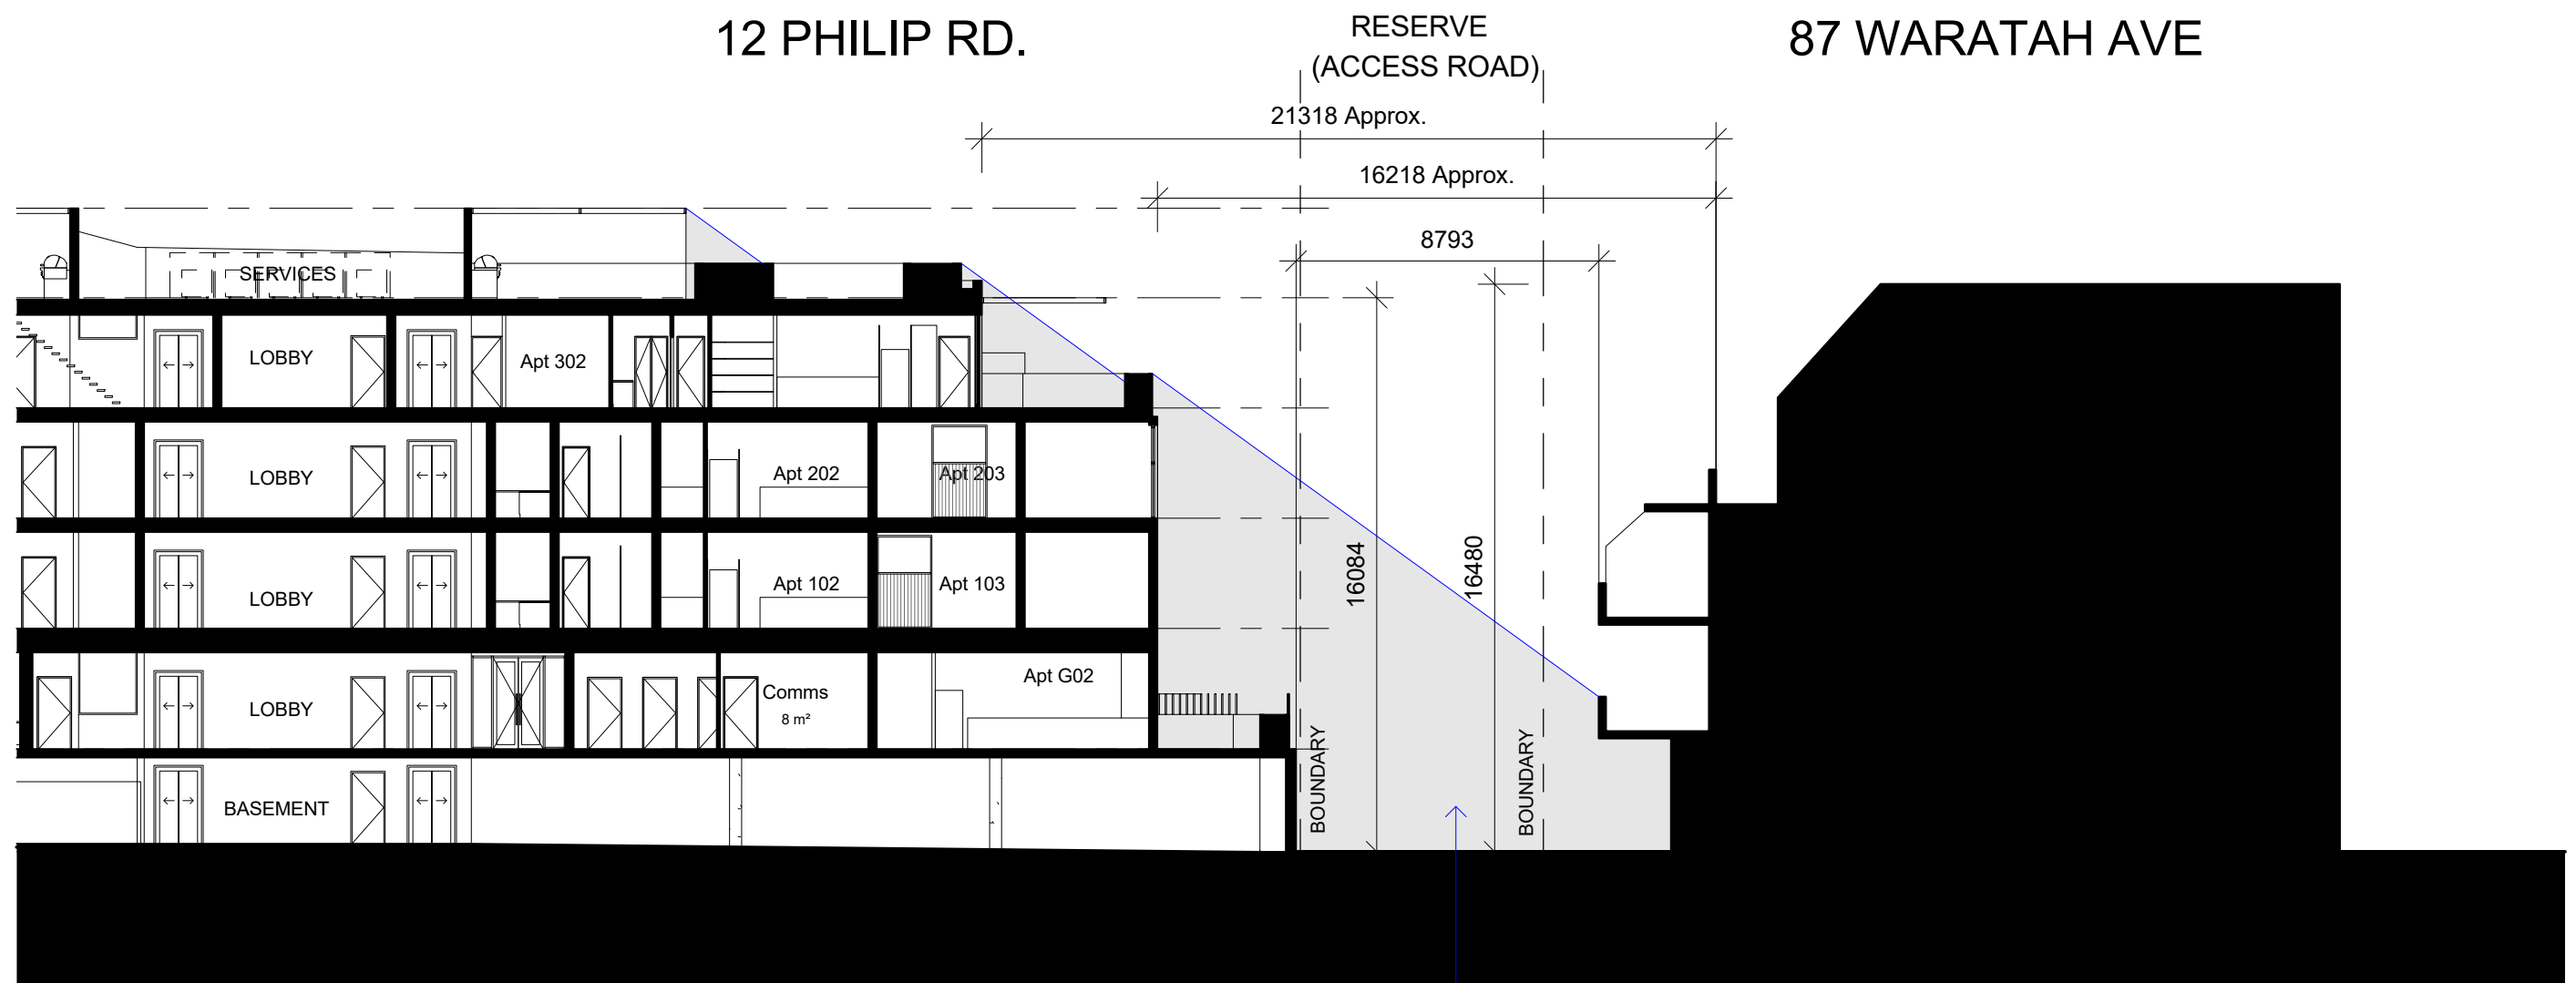 12 PHILIP RD.
RESERVE
(ACCESS ROAD)
87 WARATAH AVE
21318 Approx.
16218 Approx.
8793
SERVICES
LOBBY
Apt 302
LOBBY
Apt 202
Apt 203
16084
16480
LOBBY
Apt 102
Apt 103
LOBBY
Comms
8 m²
Apt G02
BASEMENT
BOUNDARY
BOUNDARY